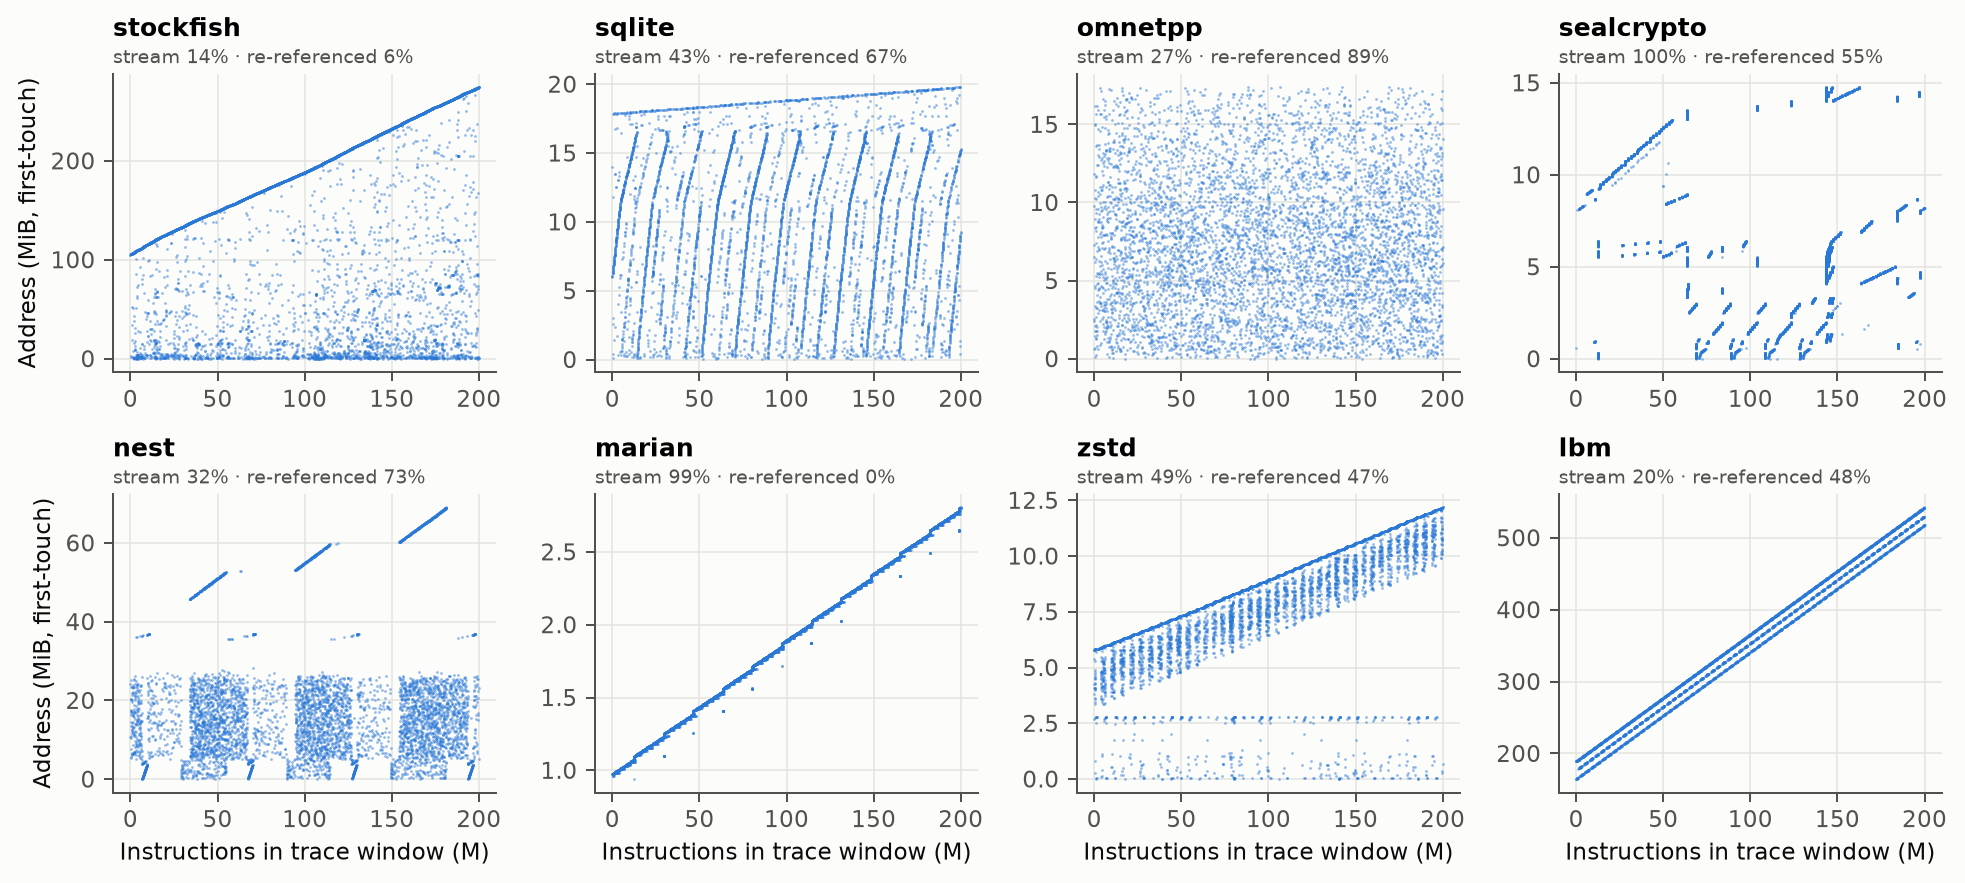 stockfish
stream 14% · re-referenced 6%
sqlite
stream 43% · re-referenced 67%
omnetpp
stream 27% · re-referenced 89%
sealcrypto
stream 100% · re-referenced 55%
Address (MiB, first-touch)
200
100
0
0 50 100 150 200
20
15
10
5
0
0 50 100 150 200
15
10
5
0
0 50 100 150 200
15
10
5
0
0 50 100 150 200
nest
stream 32% · re-referenced 73%
marian
stream 99% · re-referenced 0%
zstd
stream 49% · re-referenced 47%
lbm
stream 20% · re-referenced 48%
Address (MiB, first-touch)
60
40
20
0
0 50 100 150 200
Instructions in trace window (M)
2.5
2.0
1.5
1.0
0 50 100 150 200
Instructions in trace window (M)
12.5
10.0
7.5
5.0
2.5
0.0
0 50 100 150 200
Instructions in trace window (M)
500
400
300
200
0 50 100 150 200
Instructions in trace window (M)